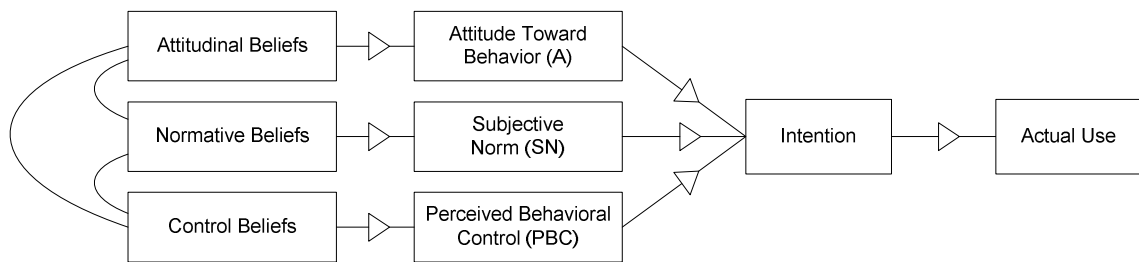 Attitudinal Beliefs
Attitude Toward
Behavior (A)
Normative Beliefs
Subjective
Norm (SN)
Intention
Actual Use
Control Beliefs
Perceived Behavioral
Control (PBC)